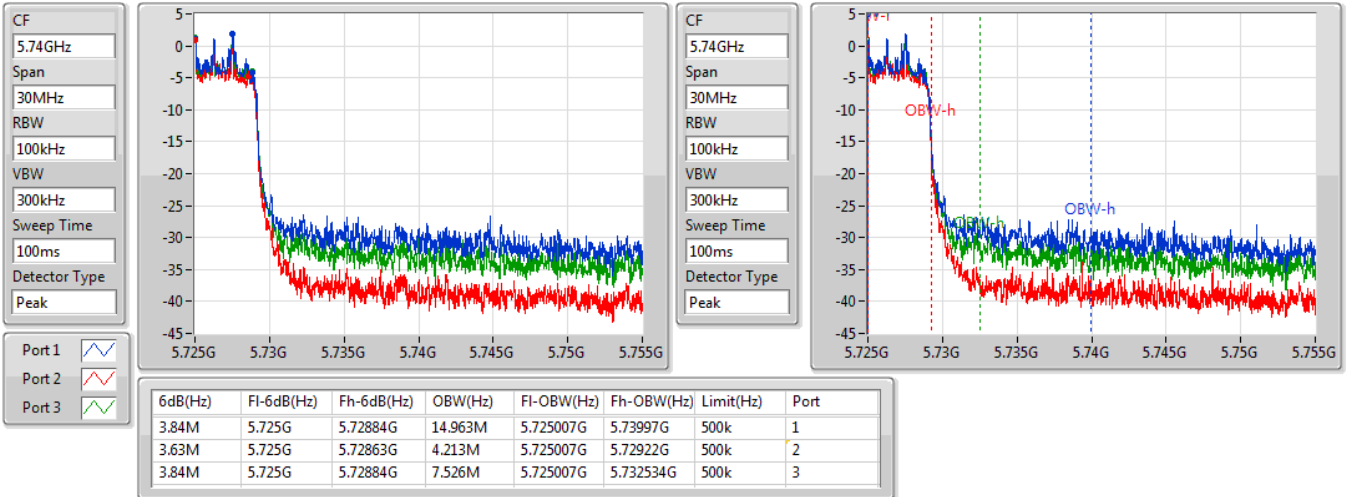 CF
5.74GHz
Span
30MHz
RBW
100kHz
VBW
300kHz
Sweep Time
100ms
Detector Type
Peak
5
0
-5
-10
-15
-20
-25
-30
-35
-40
-45
5.725G 5.73G 5.735G 5.74G 5.745G 5.75G 5.755G
CF
5.74GHz
Span
30MHz
RBW
100kHz
VBW
300kHz
Sweep Time
100ms
Detector Type
Peak
5
0
-5
-10
-15
-20
-25
-30
-35
-40
-45
OBW-h
OBW-h
OBW-h
5.725G 5.73G 5.735G 5.74G 5.745G 5.75G 5.755G
Port 1
Port 2
Port 3
6dB(Hz) Fl-6dB(Hz) Fh-6dB(Hz) OBW(Hz) Fl-OBW(Hz) Fh-OBW(Hz) Limit(Hz) Port
3.84M 5.725G 5.72884G 14.963M 5.725007G 5.73997G 500k 1
3.63M 5.725G 5.72863G 4.213M 5.725007G 5.72922G 500k 2
3.84M 5.725G 5.72884G 7.526M 5.725007G 5.732534G 500k 3